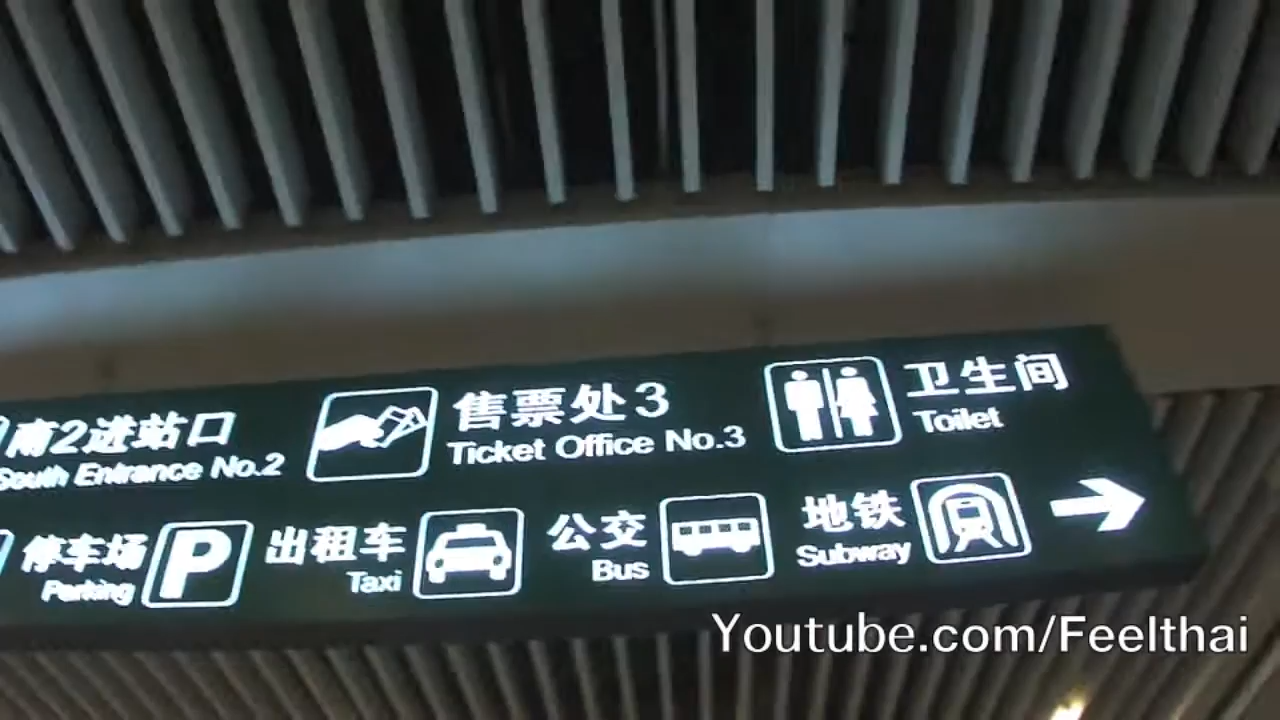 南2进站口
South Entrance No.2
售票处3
Ticket Office No.3
卫生间
Toilet
停车场
Parking
P
出租车
Taxi
公交
Bus
地铁
Subway
Youtube.com/Feelthai